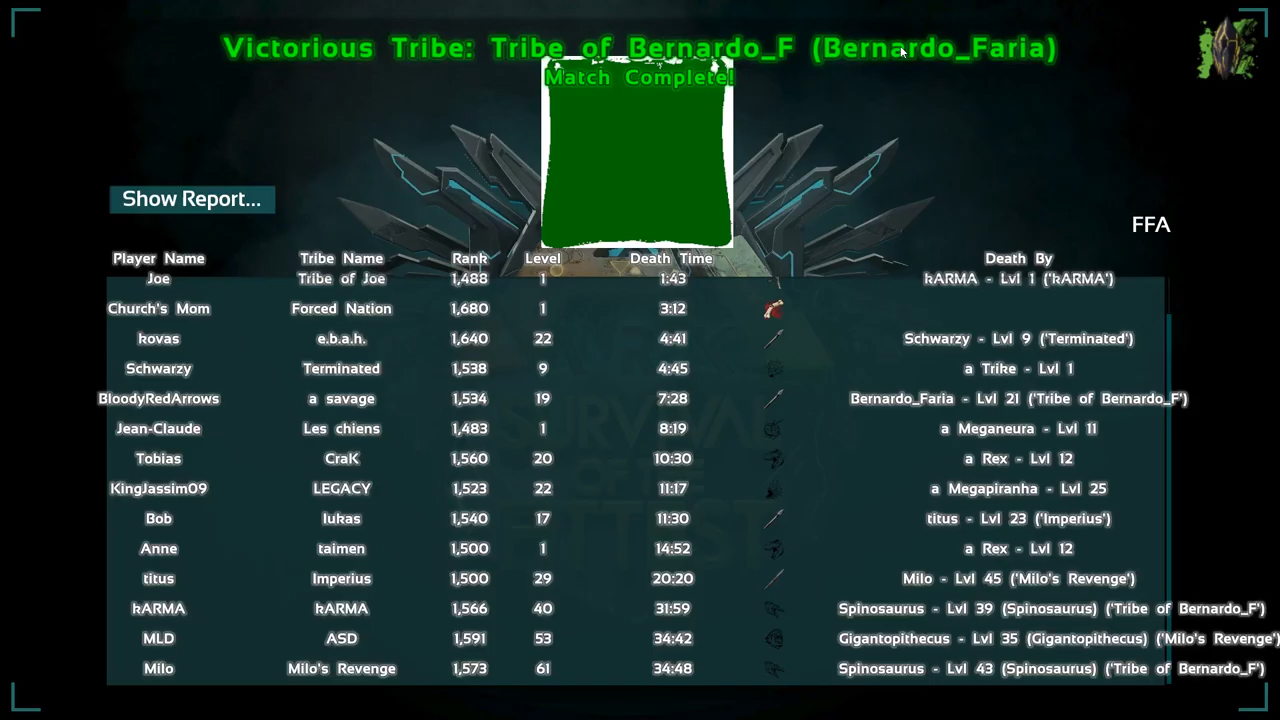 Victorious Tribe: Tribe of Bernardo_F (Bernardo_Faria)
Match Complete!
Show Report...
FFA
Player Name Tribe Name Rank Level Death Time Death By
Joe Tribe of Joe 1,488 1 1:43 kARMA - Lvl 1 ('kARMA')
Church's Mom Forced Nation 1,680 1 3:12
kovas e.b.a.h. 1,640 22 4:41 Schwarzy - Lvl 9 ('Terminated')
Schwarzy Terminated 1,538 9 4:45 a Trike - Lvl 1
BloodyRedArrows a savage 1,534 19 7:28 Bernardo_Faria - Lvl 21 ('Tribe of Bernardo_F')
Jean-Claude Les chiens 1,483 1 8:19 a Meganeura - Lvl 11
Tobias CraK 1,560 20 10:30 a Rex - Lvl 12
KingJassim09 LEGACY 1,523 22 11:17 a Megapiranha - Lvl 25
Bob lukas 1,540 17 11:30 titus - Lvl 23 ('Imperius')
Anne taimen 1,500 1 14:52 a Rex - Lvl 12
titus Imperius 1,500 29 20:20 Milo - Lvl 45 ('Milo's Revenge')
kARMA kARMA 1,566 40 31:59 Spinosaurus - Lvl 39 (Spinosaurus) ('Tribe of Bernardo_F')
MLD ASD 1,591 53 34:42 Gigantopithecus - Lvl 35 (Gigantopithecus) ('Milo's Revenge')
Milo Milo's Revenge 1,573 61 34:48 Spinosaurus - Lvl 43 (Spinosaurus) ('Tribe of Bernardo_F')
SURVIVAL
OF THE
FITTEST